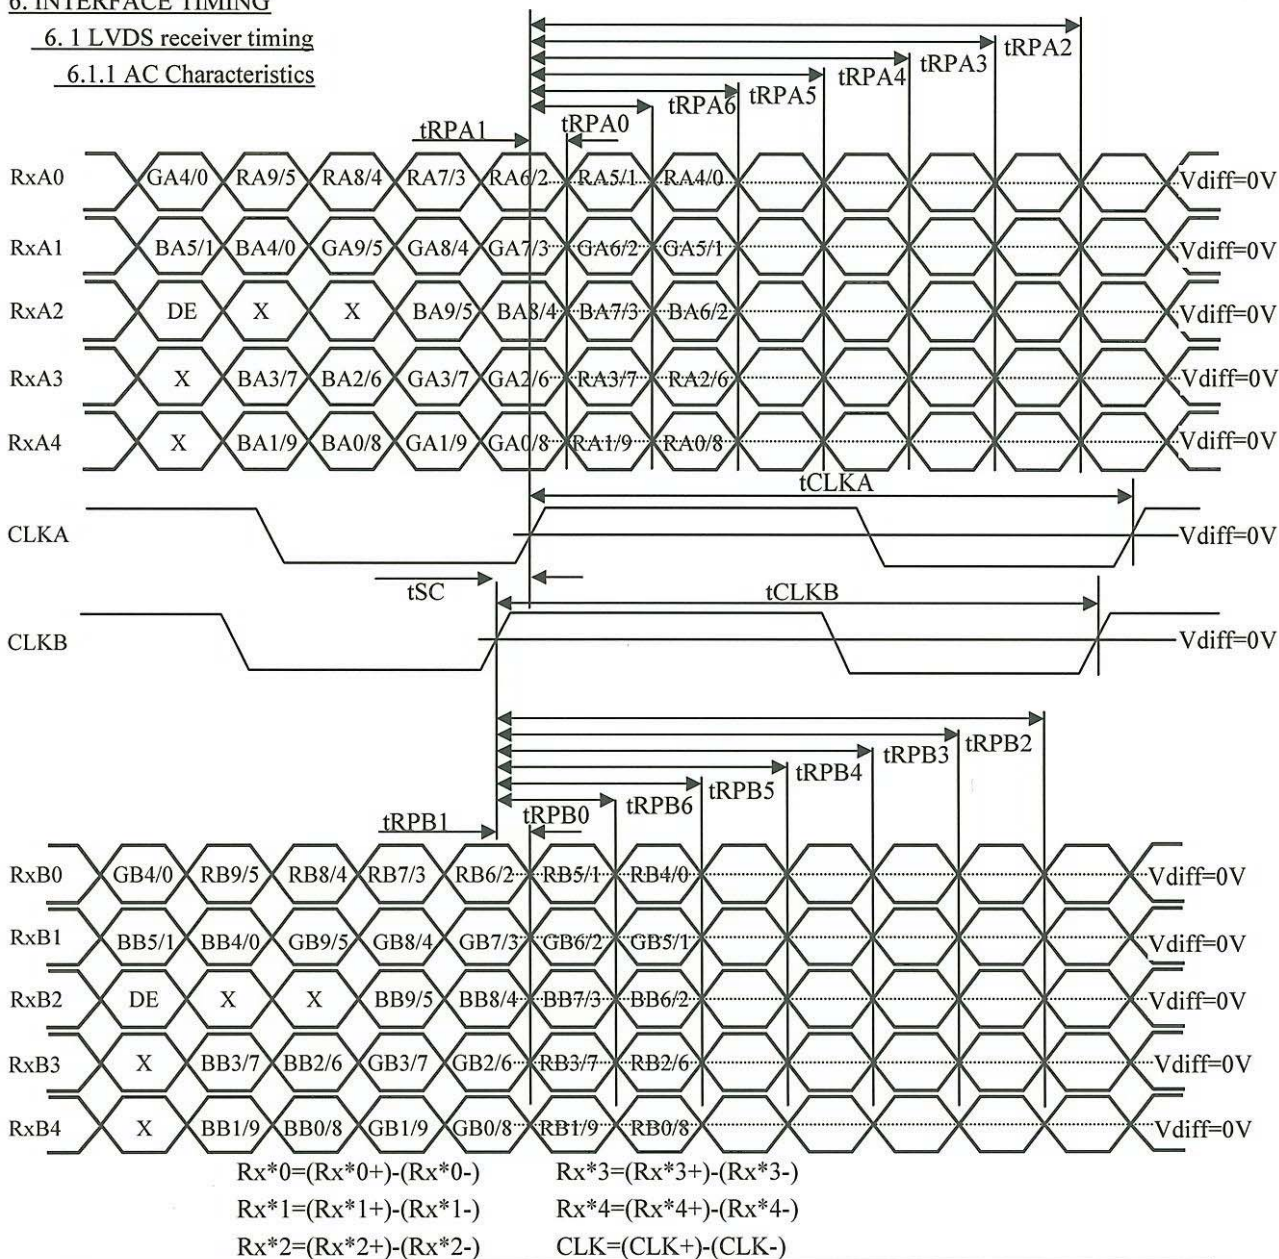 6. INTERFACE TIMING
6. 1 LVDS receiver timing
6.1.1 AC Characteristics
tRPA2
tRPA3
tRPA4
tRPA5
tRPA6
tRPA1 tRPA0
RxA0 GA4/0 RA9/5 RA8/4 RA7/3 RA6/2 RA5/1 RA4/0 Vdiff=0V
RxA1 BA5/1 BA4/0 GA9/5 GA8/4 GA7/3 GA6/2 GA5/1 Vdiff=0V
RxA2 DE X X BA9/5 BA8/4 BA7/3 BA6/2 Vdiff=0V
RxA3 X BA3/7 BA2/6 GA3/7 GA2/6 RA3/7 RA2/6 Vdiff=0V
RxA4 X BA1/9 BA0/8 GA1/9 GA0/8 RA1/9 RA0/8 Vdiff=0V
tCLKA
CLKA Vdiff=0V
tSC tCLKB
CLKB Vdiff=0V
tRPB2
tRPB3
tRPB4
tRPB5
tRPB6
tRPB1 tRPB0
RxB0 GB4/0 RB9/5 RB8/4 RB7/3 RB6/2 RB5/1 RB4/0 Vdiff=0V
RxB1 BB5/1 BB4/0 GB9/5 GB8/4 GB7/3 GB6/2 GB5/1 Vdiff=0V
RxB2 DE X X BB9/5 BB8/4 BB7/3 BB6/2 Vdiff=0V
RxB3 X BB3/7 BB2/6 GB3/7 GB2/6 RB3/7 RB2/6 Vdiff=0V
RxB4 X BB1/9 BB0/8 GB1/9 GB0/8 RB1/9 RB0/8 Vdiff=0V
Rx*0=(Rx*0+)-(Rx*0-) Rx*3=(Rx*3+)-(Rx*3-)
Rx*1=(Rx*1+)-(Rx*1-) Rx*4=(Rx*4+)-(Rx*4-)
Rx*2=(Rx*2+)-(Rx*2-) CLK=(CLK+)-(CLK-)